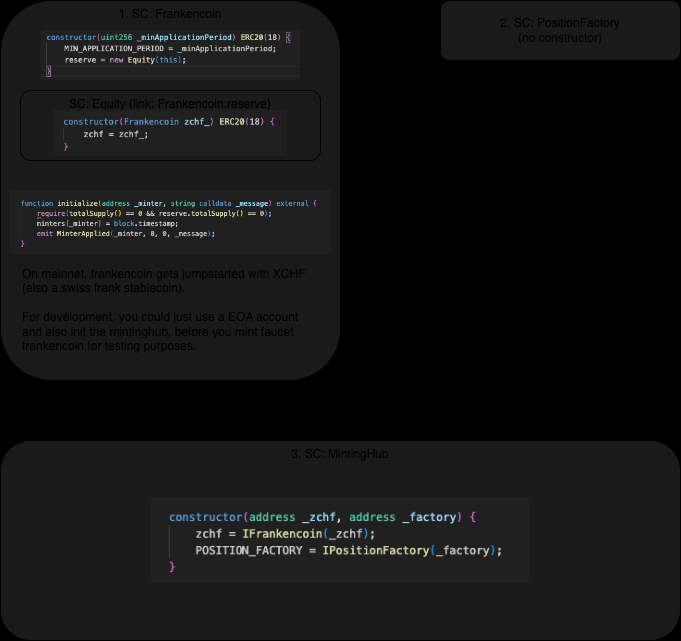 1. SC: Frankencoin
constructor(uint256 _minApplicationPeriod) ERC20(18) {
MIN_APPLICATION_PERIOD = _minApplicationPeriod;
reserve = new Equity(this);
}
SC: Equity (link: Frankencoin.reserve)
constructor(Frankencoin zchf_) ERC20(18) {
zchf = zchf_;
}
function initialize(address _minter, string calldata _message) external {
require(totalSupply() == 0 && reserve.totalSupply() == 0);
minters[_minter] = block.timestamp;
emit MinterApplied(_minter, 0, 0, _message);
}
On mainnet, frankencoin gets jumpstarted with XCHF
(also a swiss frank stablecoin).
For development, you could just use a EOA account
and also init the mintinghub, before you mint faucet
frankencoin for testing purposes.
2. SC: PositionFactory
(no constructor)
3. SC: MintingHub
constructor(address _zchf, address _factory) {
zchf = IFrankencoin(_zchf);
POSITION_FACTORY = IPositionFactory(_factory);
}